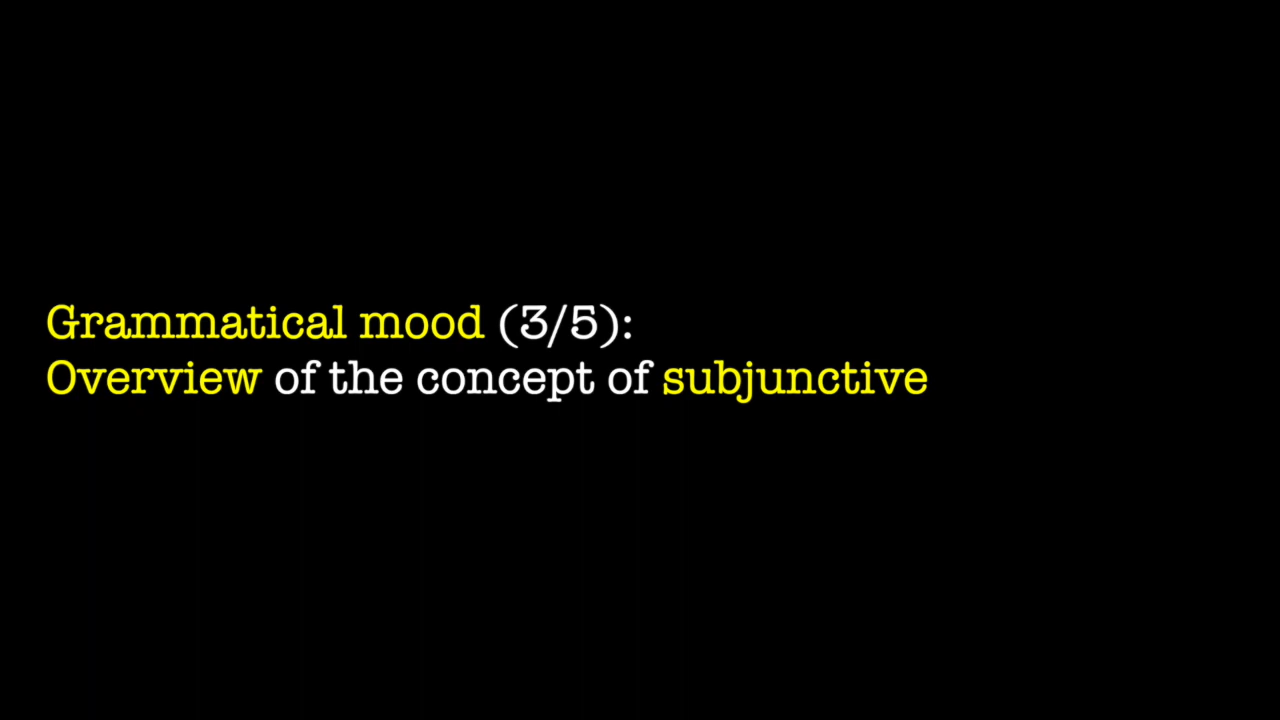 Grammatical mood (3/5):
Overview of the concept of subjunctive